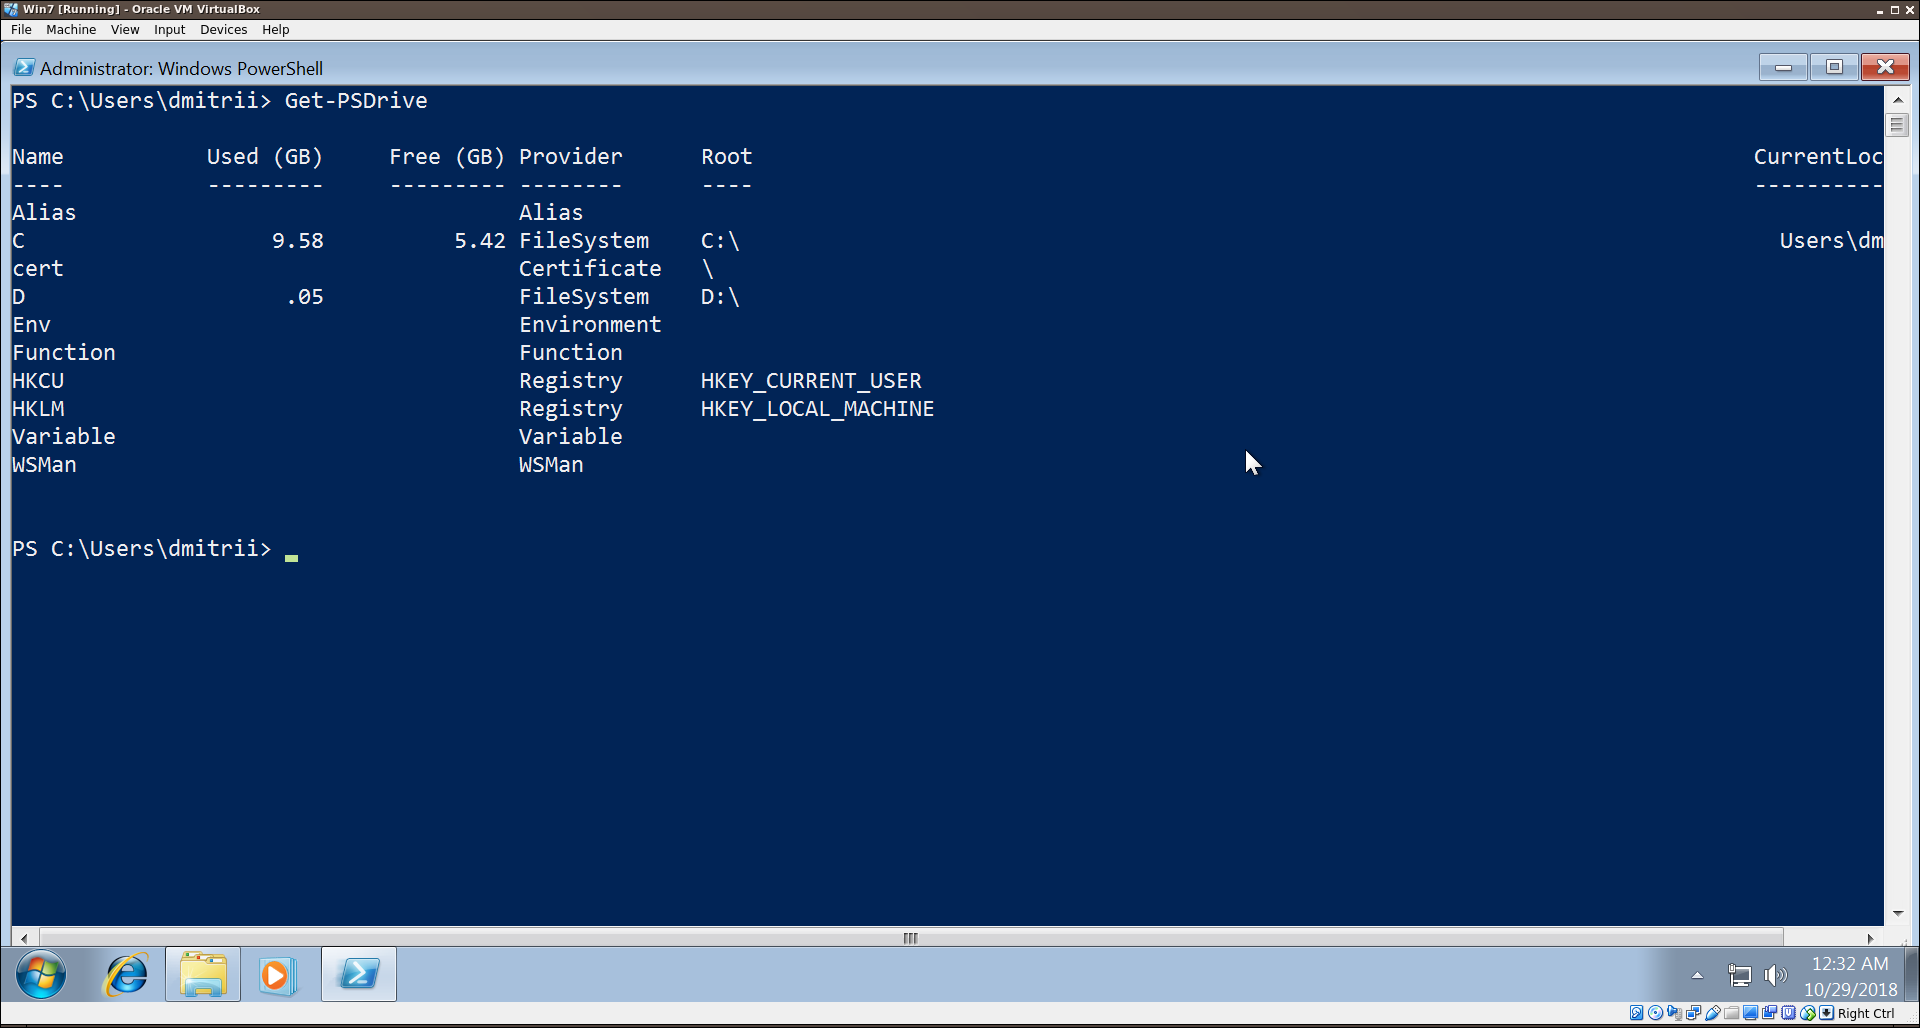 Win7 [Running] - Oracle VM VirtualBox
File Machine View Input Devices Help
Administrator: Windows PowerShell
PS C:\Users\dmitrii> Get-PSDrive
Name Used (GB) Free (GB) Provider Root CurrentLoc
---- --------- --------- -------- ---- ----------
Alias Alias
C 9.58 5.42 FileSystem C:\ Users\dm
cert Certificate \
D .05 FileSystem D:\
Env Environment
Function Function
HKCU Registry HKEY_CURRENT_USER
HKLM Registry HKEY_LOCAL_MACHINE
Variable Variable
WSMan WSMan
PS C:\Users\dmitrii>
12:32 AM
10/29/2018
Right Ctrl